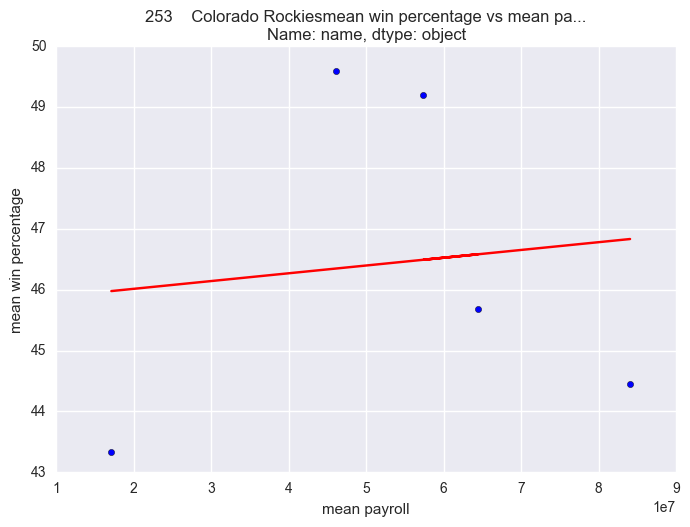 253    Colorado Rockiesmean win percentage vs mean pa...
Name: name, dtype: object
50
49
48
47
46
45
44
43
mean win percentage
1 2 3 4 5 6 7 8 9
1e7
mean payroll